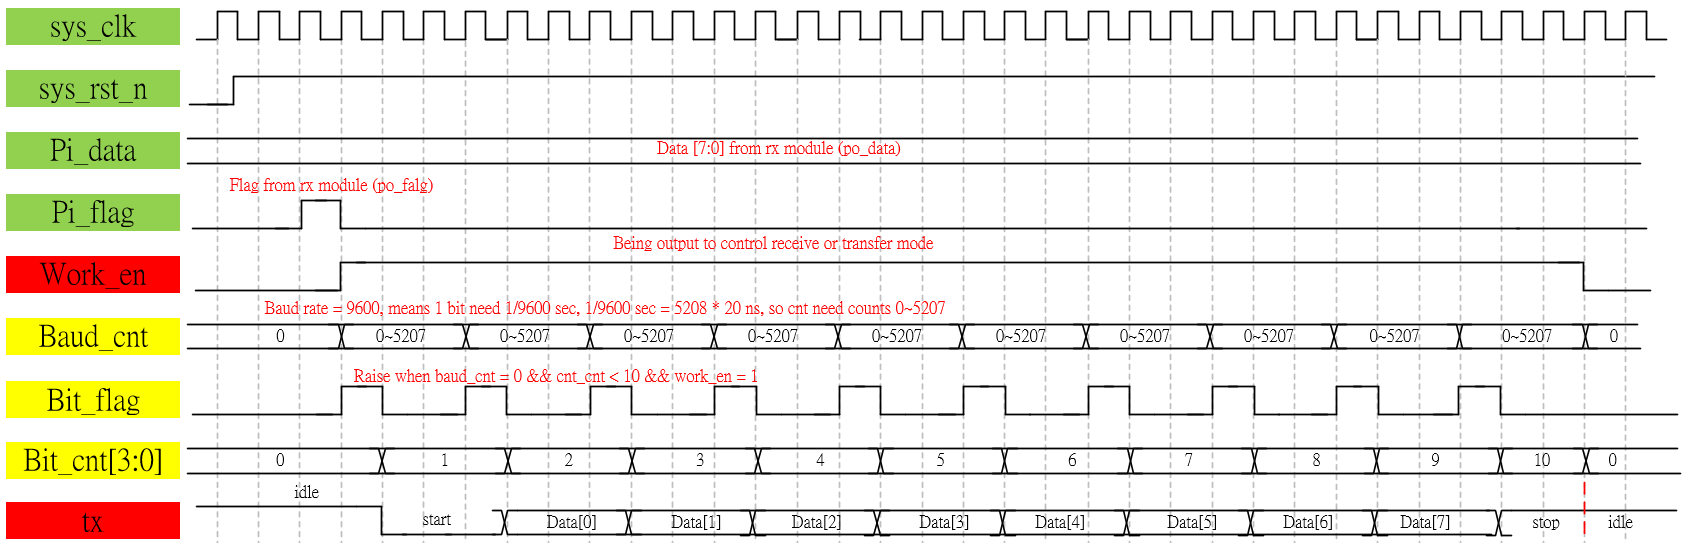 sys_clk
sys_rst_n
Pi_data
Data [7:0] from rx module (po_data)
Flag from rx module (po_falg)
Pi_flag
Being output to control receive or transfer mode
Work_en
Baud rate = 9600, means 1 bit need 1/9600 sec, 1/9600 sec = 5208 * 20 ns, so cnt need counts 0~5207
Baud_cnt 0 0~5207 0~5207 0~5207 0~5207 0~5207 0~5207 0~5207 0~5207 0~5207 0~5207 0
Raise when baud_cnt = 0 && cnt_cnt < 10 && work_en = 1
Bit_flag
Bit_cnt[3:0] 0 1 2 3 4 5 6 7 8 9 10 0
idle
tx start Data[0] Data[1] Data[2] Data[3] Data[4] Data[5] Data[6] Data[7] stop idle